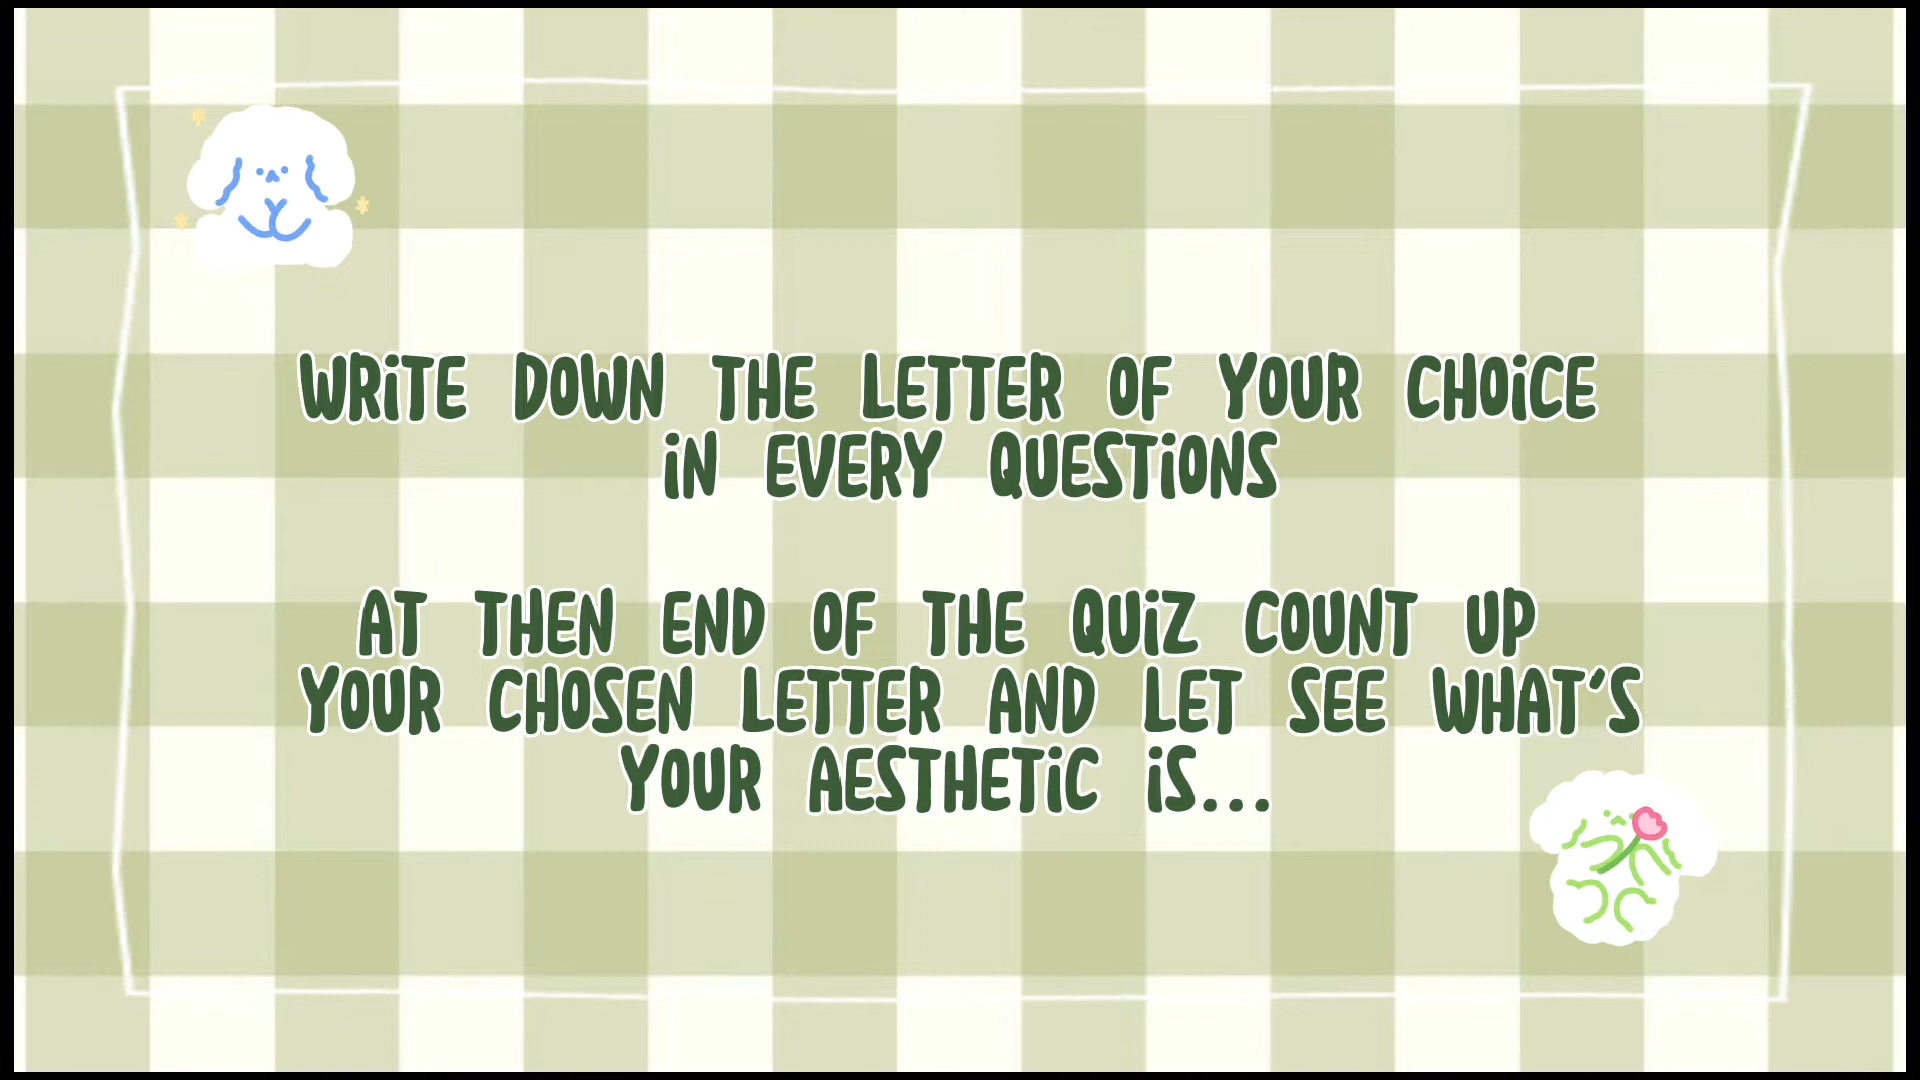 WRiTE DOWN THE LETTER OF YOUR CHOiCE
iN EVERY QUESTiONS
AT THEN END OF THE QUiZ COUNT UP
YOUR CHOSEN LETTER AND LET SEE WHAT'S
YOUR AESTHETiC iS...